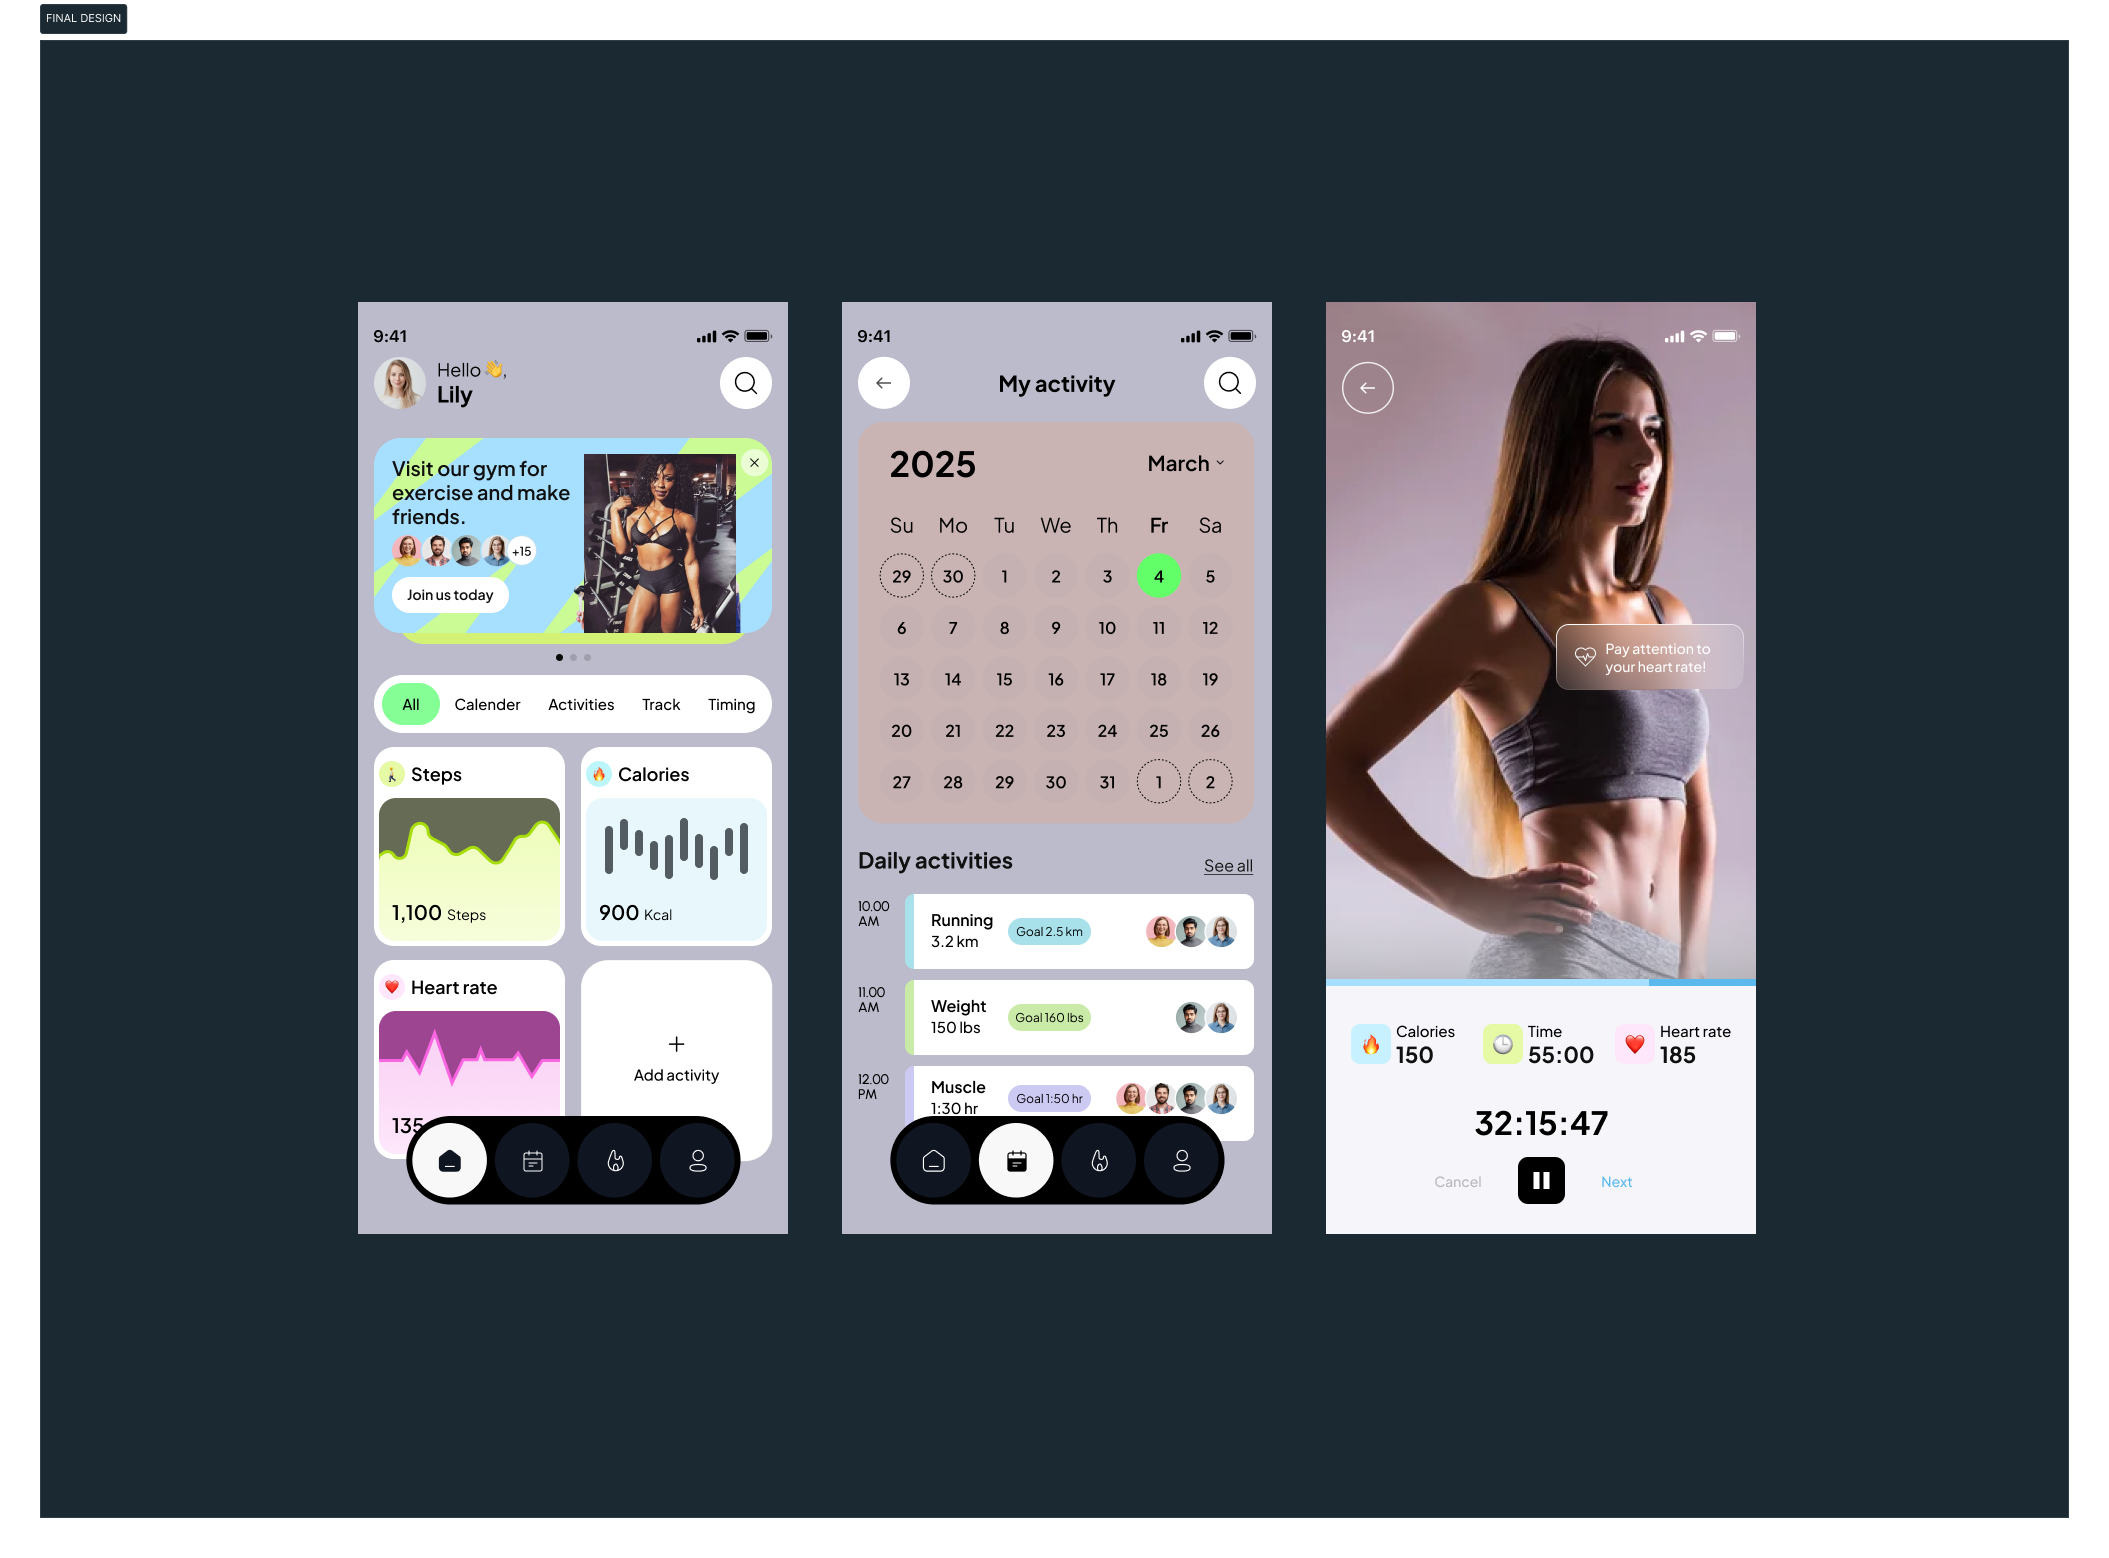 FINAL DESIGN
9:41
Hello 👋,
Lily
Visit our gym for
exercise and make
friends.
+15
Join us today
All Calender Activities Track Timing
Steps
1,100 Steps
Calories
900 Kcal
Heart rate
135
Add activity
9:41
My activity
2025 March
Su Mo Tu We Th Fr Sa
29 30 1 2 3 4 5
6 7 8 9 10 11 12
13 14 15 16 17 18 19
20 21 22 23 24 25 26
27 28 29 30 31 1 2
Daily activities See all
10.00
AM
Running
3.2 km
Goal 2.5 km
11.00
AM
Weight
150 lbs
Goal 160 lbs
12.00
PM
Muscle
1:30 hr
Goal 1:50 hr
9:41
Pay attention to
your heart rate!
Calories
150
Time
55:00
Heart rate
185
32:15:47
Cancel Next